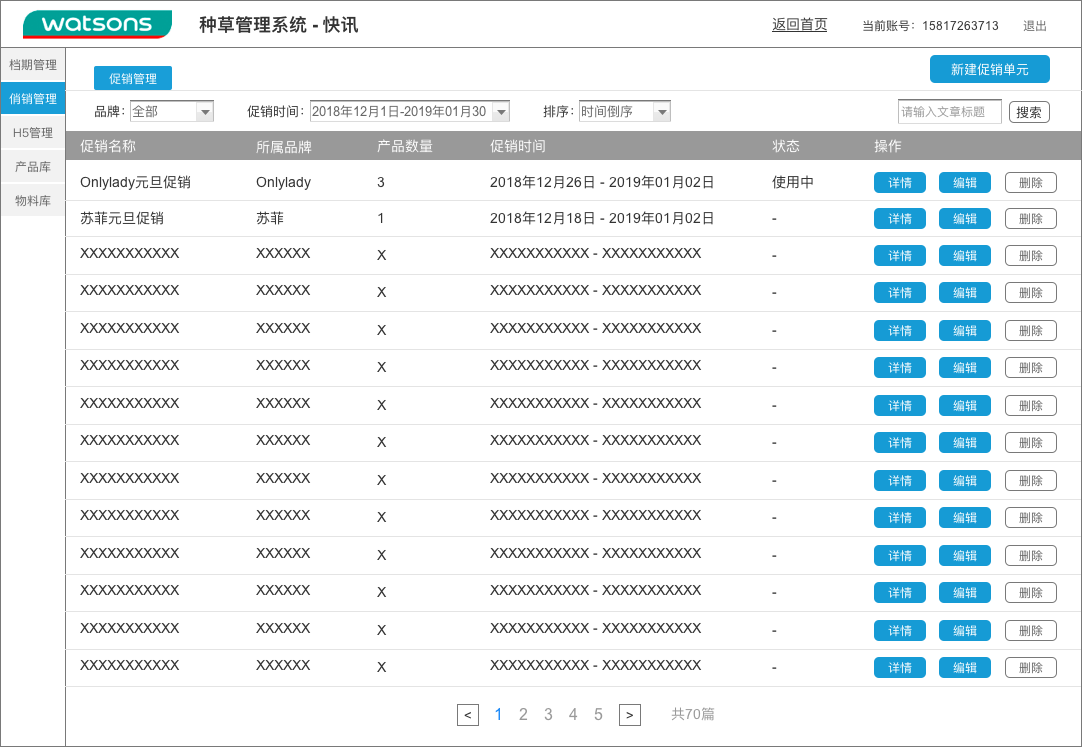 watsons 种草管理系统 - 快讯 返回首页 当前账号：15817263713 退出
档期管理
俏销管理
H5管理
产品库
物料库
促销管理 新建促销单元
品牌： 全部 促销时间： 2018年12月1日-2019年01月30 排序： 时间倒序 请输入文章标题 搜索
促销名称 所属品牌 产品数量 促销时间 状态 操作
Onlylady元旦促销 Onlylady 3 2018年12月26日 - 2019年01月02日 使用中 详情 编辑 删除
苏菲元旦促销 苏菲 1 2018年12月18日 - 2019年01月02日 - 详情 编辑 删除
XXXXXXXXXXX XXXXXX X XXXXXXXXXXX - XXXXXXXXXXX - 详情 编辑 删除
XXXXXXXXXXX XXXXXX X XXXXXXXXXXX - XXXXXXXXXXX - 详情 编辑 删除
XXXXXXXXXXX XXXXXX X XXXXXXXXXXX - XXXXXXXXXXX - 详情 编辑 删除
XXXXXXXXXXX XXXXXX X XXXXXXXXXXX - XXXXXXXXXXX - 详情 编辑 删除
XXXXXXXXXXX XXXXXX X XXXXXXXXXXX - XXXXXXXXXXX - 详情 编辑 删除
XXXXXXXXXXX XXXXXX X XXXXXXXXXXX - XXXXXXXXXXX - 详情 编辑 删除
XXXXXXXXXXX XXXXXX X XXXXXXXXXXX - XXXXXXXXXXX - 详情 编辑 删除
XXXXXXXXXXX XXXXXX X XXXXXXXXXXX - XXXXXXXXXXX - 详情 编辑 删除
XXXXXXXXXXX XXXXXX X XXXXXXXXXXX - XXXXXXXXXXX - 详情 编辑 删除
XXXXXXXXXXX XXXXXX X XXXXXXXXXXX - XXXXXXXXXXX - 详情 编辑 删除
XXXXXXXXXXX XXXXXX X XXXXXXXXXXX - XXXXXXXXXXX - 详情 编辑 删除
XXXXXXXXXXX XXXXXX X XXXXXXXXXXX - XXXXXXXXXXX - 详情 编辑 删除
< 1 2 3 4 5 > 共70篇